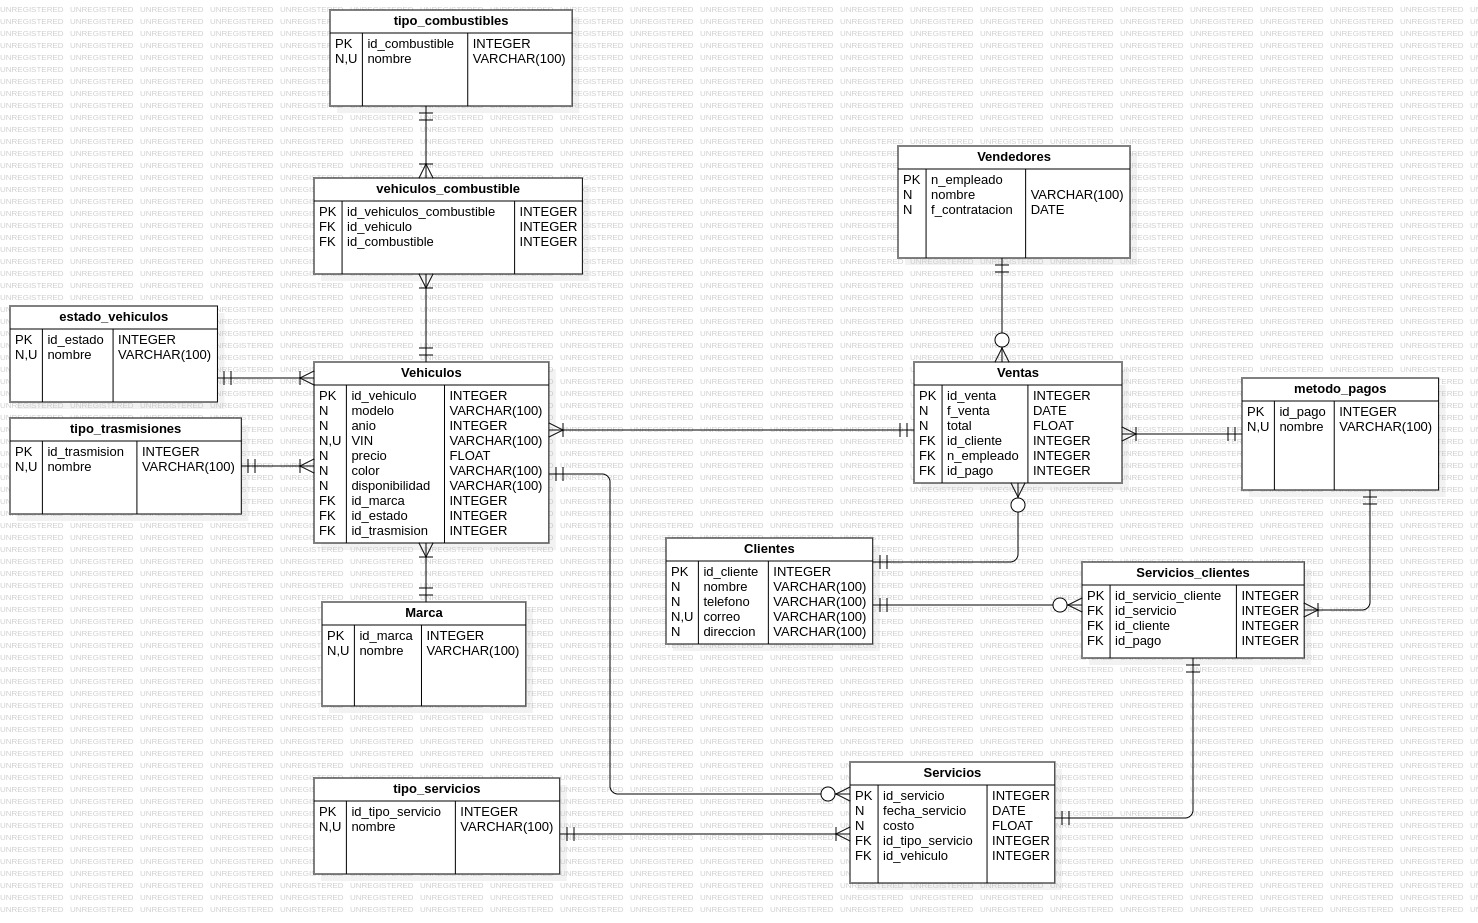 tipo_combustibles
PK id_combustible INTEGER
N,U nombre VARCHAR(100)
Vendedores
PK n_empleado
N nombre VARCHAR(100)
N f_contratacion DATE
vehiculos_combustible
PK id_vehiculos_combustible INTEGER
FK id_vehiculo INTEGER
FK id_combustible INTEGER
estado_vehiculos
PK id_estado INTEGER
N,U nombre VARCHAR(100)
tipo_trasmisiones
PK id_trasmision INTEGER
N,U nombre VARCHAR(100)
Vehiculos
PK id_vehiculo INTEGER
N modelo VARCHAR(100)
N anio INTEGER
N,U VIN VARCHAR(100)
N precio FLOAT
N color VARCHAR(100)
N disponibilidad VARCHAR(100)
FK id_marca INTEGER
FK id_estado INTEGER
FK id_trasmision INTEGER
Ventas
PK id_venta INTEGER
N f_venta DATE
N total FLOAT
FK id_cliente INTEGER
FK n_empleado INTEGER
FK id_pago INTEGER
metodo_pagos
PK id_pago INTEGER
N,U nombre VARCHAR(100)
Clientes
PK id_cliente INTEGER
N nombre VARCHAR(100)
N telefono VARCHAR(100)
N,U correo VARCHAR(100)
N direccion VARCHAR(100)
Servicios_clientes
PK id_servicio_cliente INTEGER
FK id_servicio INTEGER
FK id_cliente INTEGER
FK id_pago INTEGER
Marca
PK id_marca INTEGER
N,U nombre VARCHAR(100)
tipo_servicios
PK id_tipo_servicio INTEGER
N,U nombre VARCHAR(100)
Servicios
PK id_servicio INTEGER
N fecha_servicio DATE
N costo FLOAT
FK id_tipo_servicio INTEGER
FK id_vehiculo INTEGER
UNREGISTERED